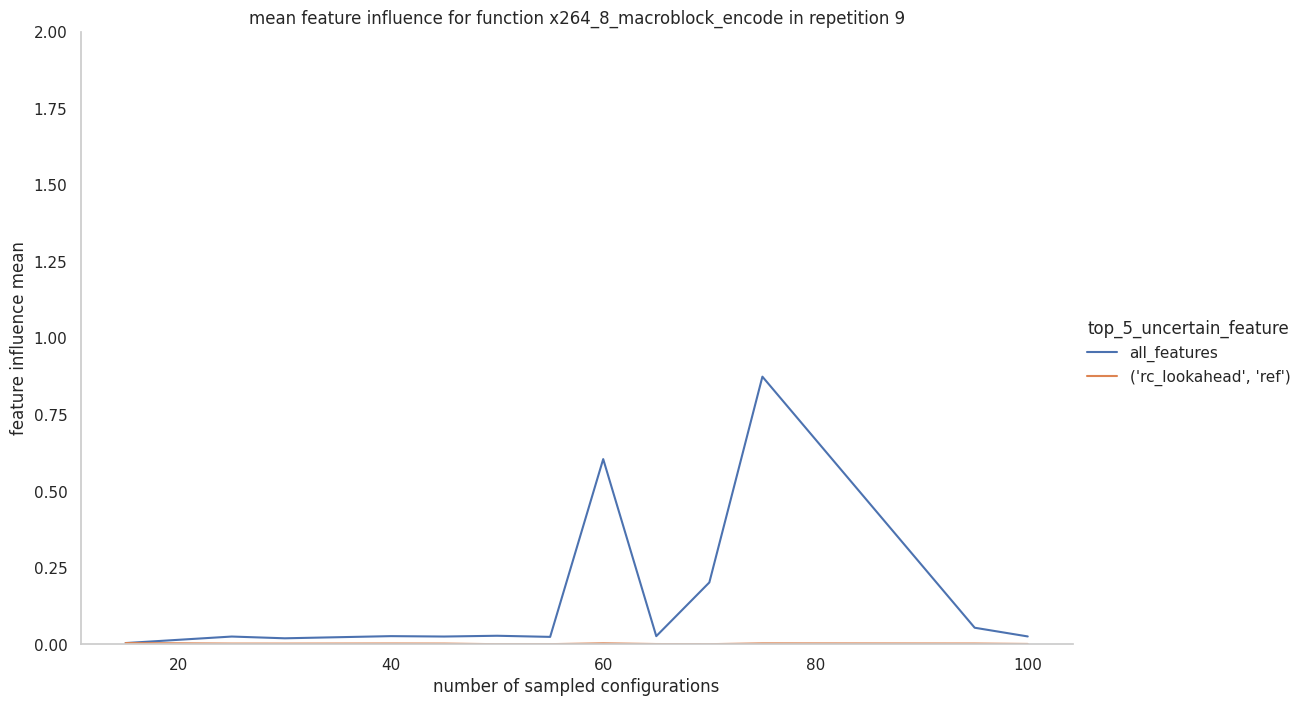 mean feature influence for function x264_8_macroblock_encode in repetition 9
2.00
1.75
1.50
1.25
1.00
0.75
0.50
0.25
0.00
feature influence mean
20
40
60
80
100
number of sampled configurations
top_5_uncertain_feature
all_features
('rc_lookahead', 'ref')